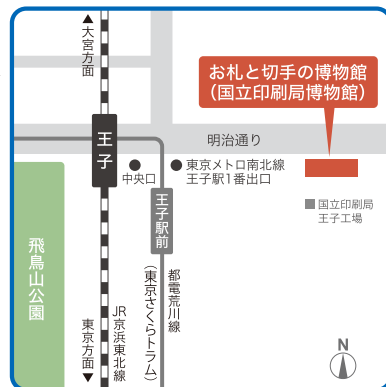 ▲大宮方面
お札と切手の博物館
（国立印刷局博物館）
王子
明治通り
中央口
東京メトロ南北線
王子駅1番出口
王子駅前
国立印刷局
王子工場
飛鳥山公園
東京方面▼
JR京浜東北線
都電荒川線
（東京さくらトラム）
N